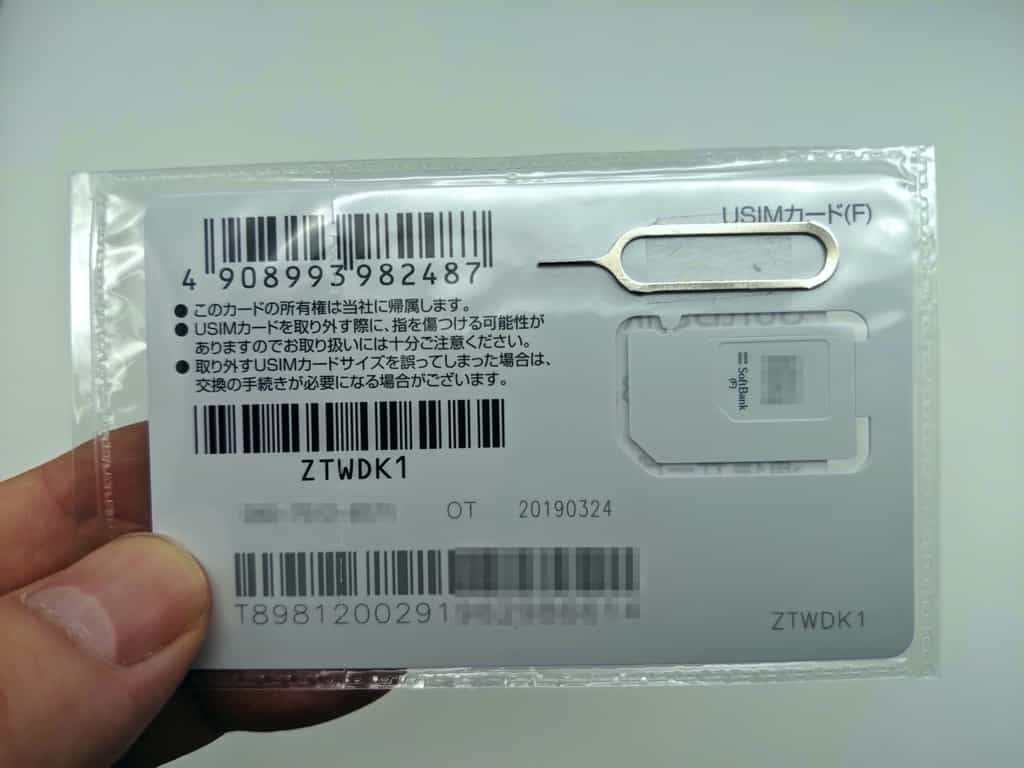 USIMカード(F)
4 908993 982487
●このカードの所有権は当社に帰属します。
●USIMカードを取り外す際に、指を傷つける可能性が
ありますのでお取り扱いには十分ご注意ください。
●取り外すUSIMカードサイズを誤ってしまった場合は、
交換の手続きが必要になる場合がございます。
SoftBank
(F)
ZTWDK1
OT 20190324
T8981200291
ZTWDK1